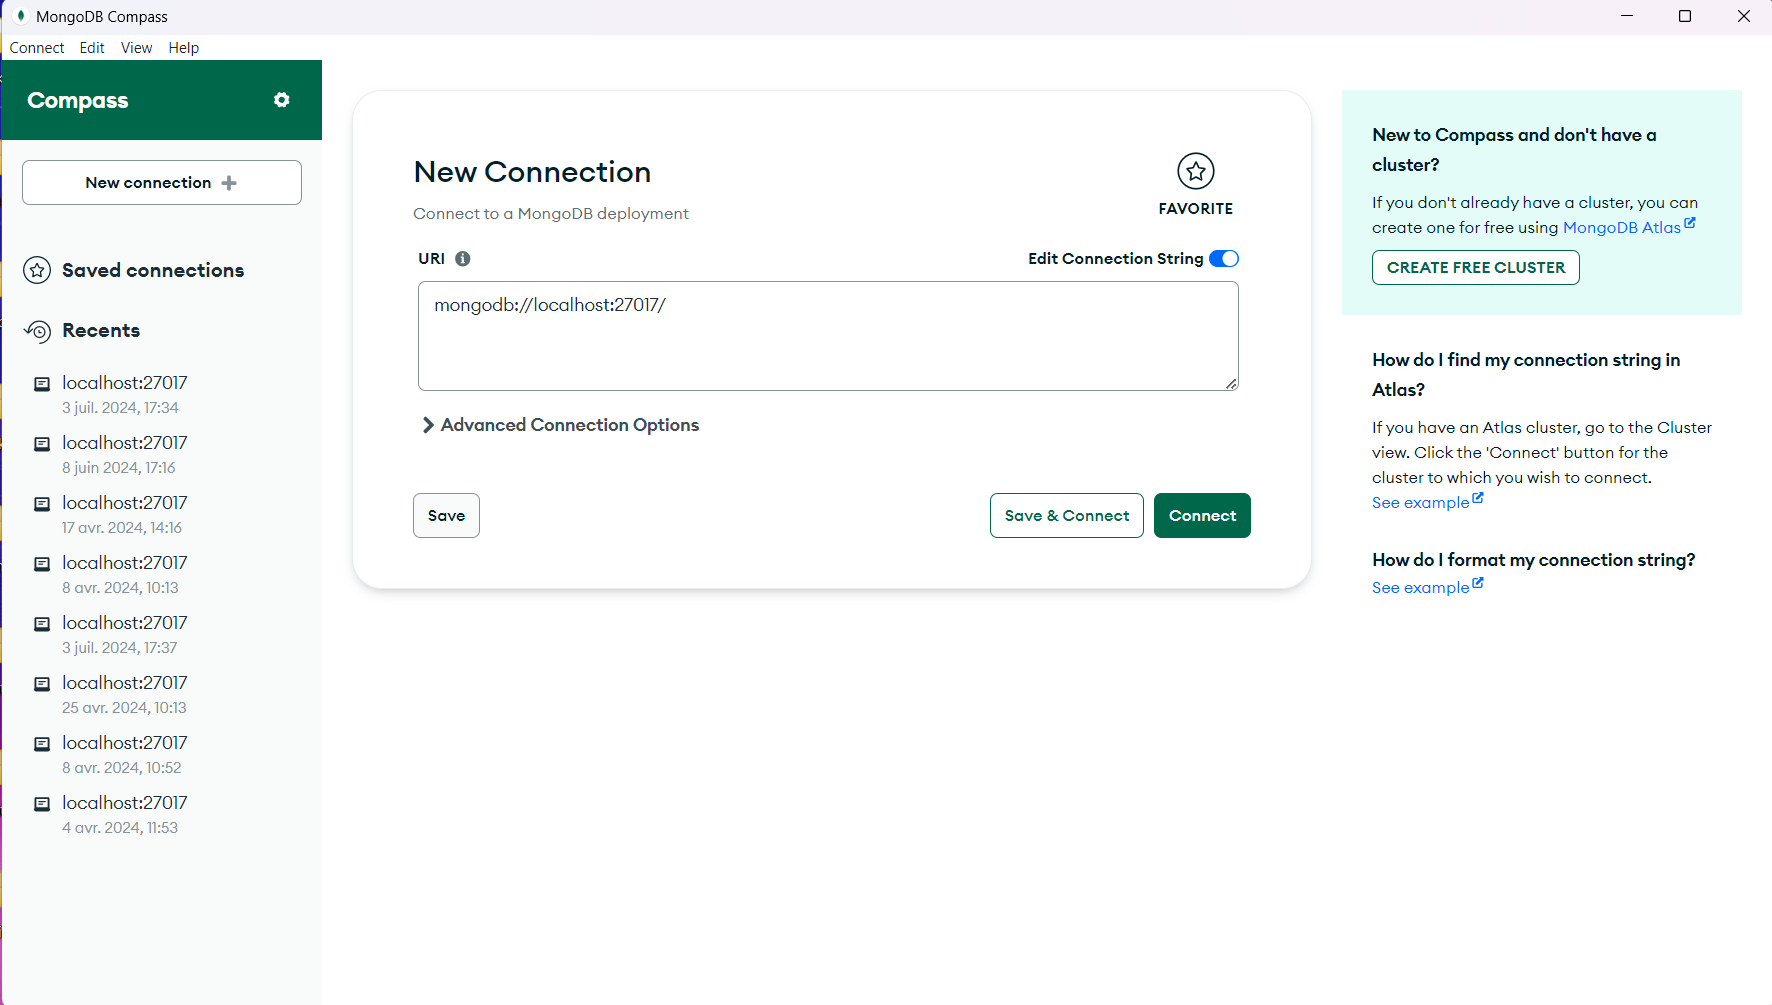 MongoDB Compass
Connect Edit View Help
Compass
New connection
Saved connections
Recents
localhost:27017
3 juil. 2024, 17:34
localhost:27017
8 juin 2024, 17:16
localhost:27017
17 avr. 2024, 14:16
localhost:27017
8 avr. 2024, 10:13
localhost:27017
3 juil. 2024, 17:37
localhost:27017
25 avr. 2024, 10:13
localhost:27017
8 avr. 2024, 10:52
localhost:27017
4 avr. 2024, 11:53
New Connection
Connect to a MongoDB deployment
FAVORITE
URI
Edit Connection String
mongodb://localhost:27017/
Advanced Connection Options
Save
Save & Connect
Connect
New to Compass and don't have a
cluster?
If you don't already have a cluster, you can
create one for free using MongoDB Atlas
CREATE FREE CLUSTER
How do I find my connection string in
Atlas?
If you have an Atlas cluster, go to the Cluster
view. Click the 'Connect' button for the
cluster to which you wish to connect.
See example
How do I format my connection string?
See example